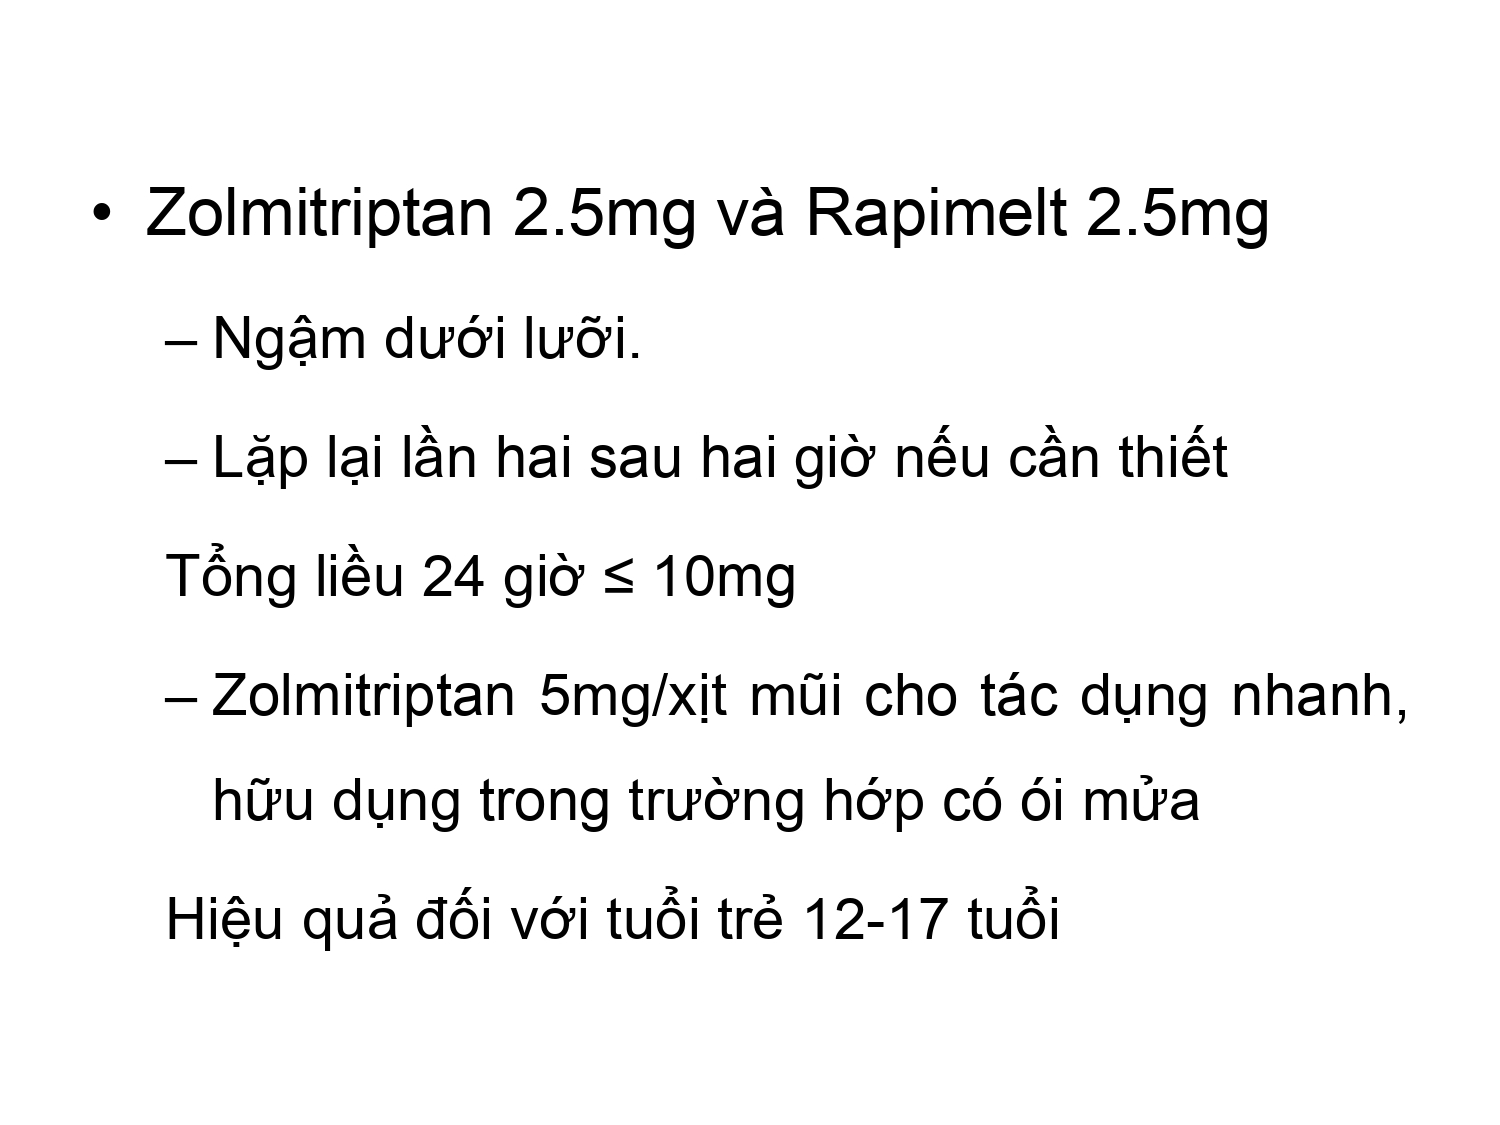 • Zolmitriptan 2.5mg và Rapimelt 2.5mg
– Ngậm dưới lưỡi.
– Lặp lại lần hai sau hai giờ nếu cần thiết
Tổng liều 24 giờ ≤ 10mg
– Zolmitriptan 5mg/xịt mũi cho tác dụng nhanh,
hữu dụng trong trường hớp có ói mửa
Hiệu quả đối với tuổi trẻ 12-17 tuổi